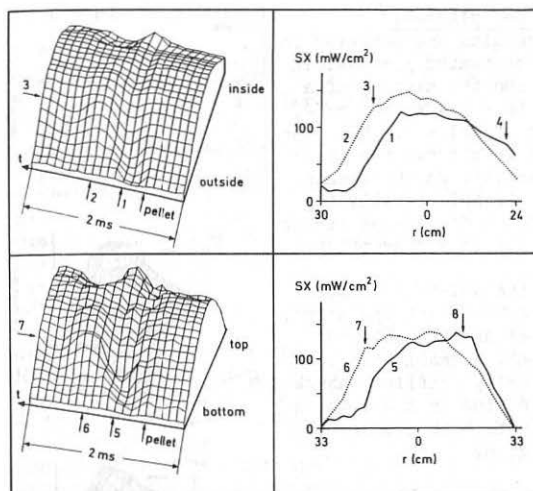 3
inside
outside
t
2
1
pellet
2 ms
SX (mW/cm²)
100
0
2
3
1
4
30
0
24
r (cm)
7
top
bottom
t
6
5
pellet
2 ms
SX (mW/cm²)
100
0
7
8
6
5
33
0
33
r (cm)